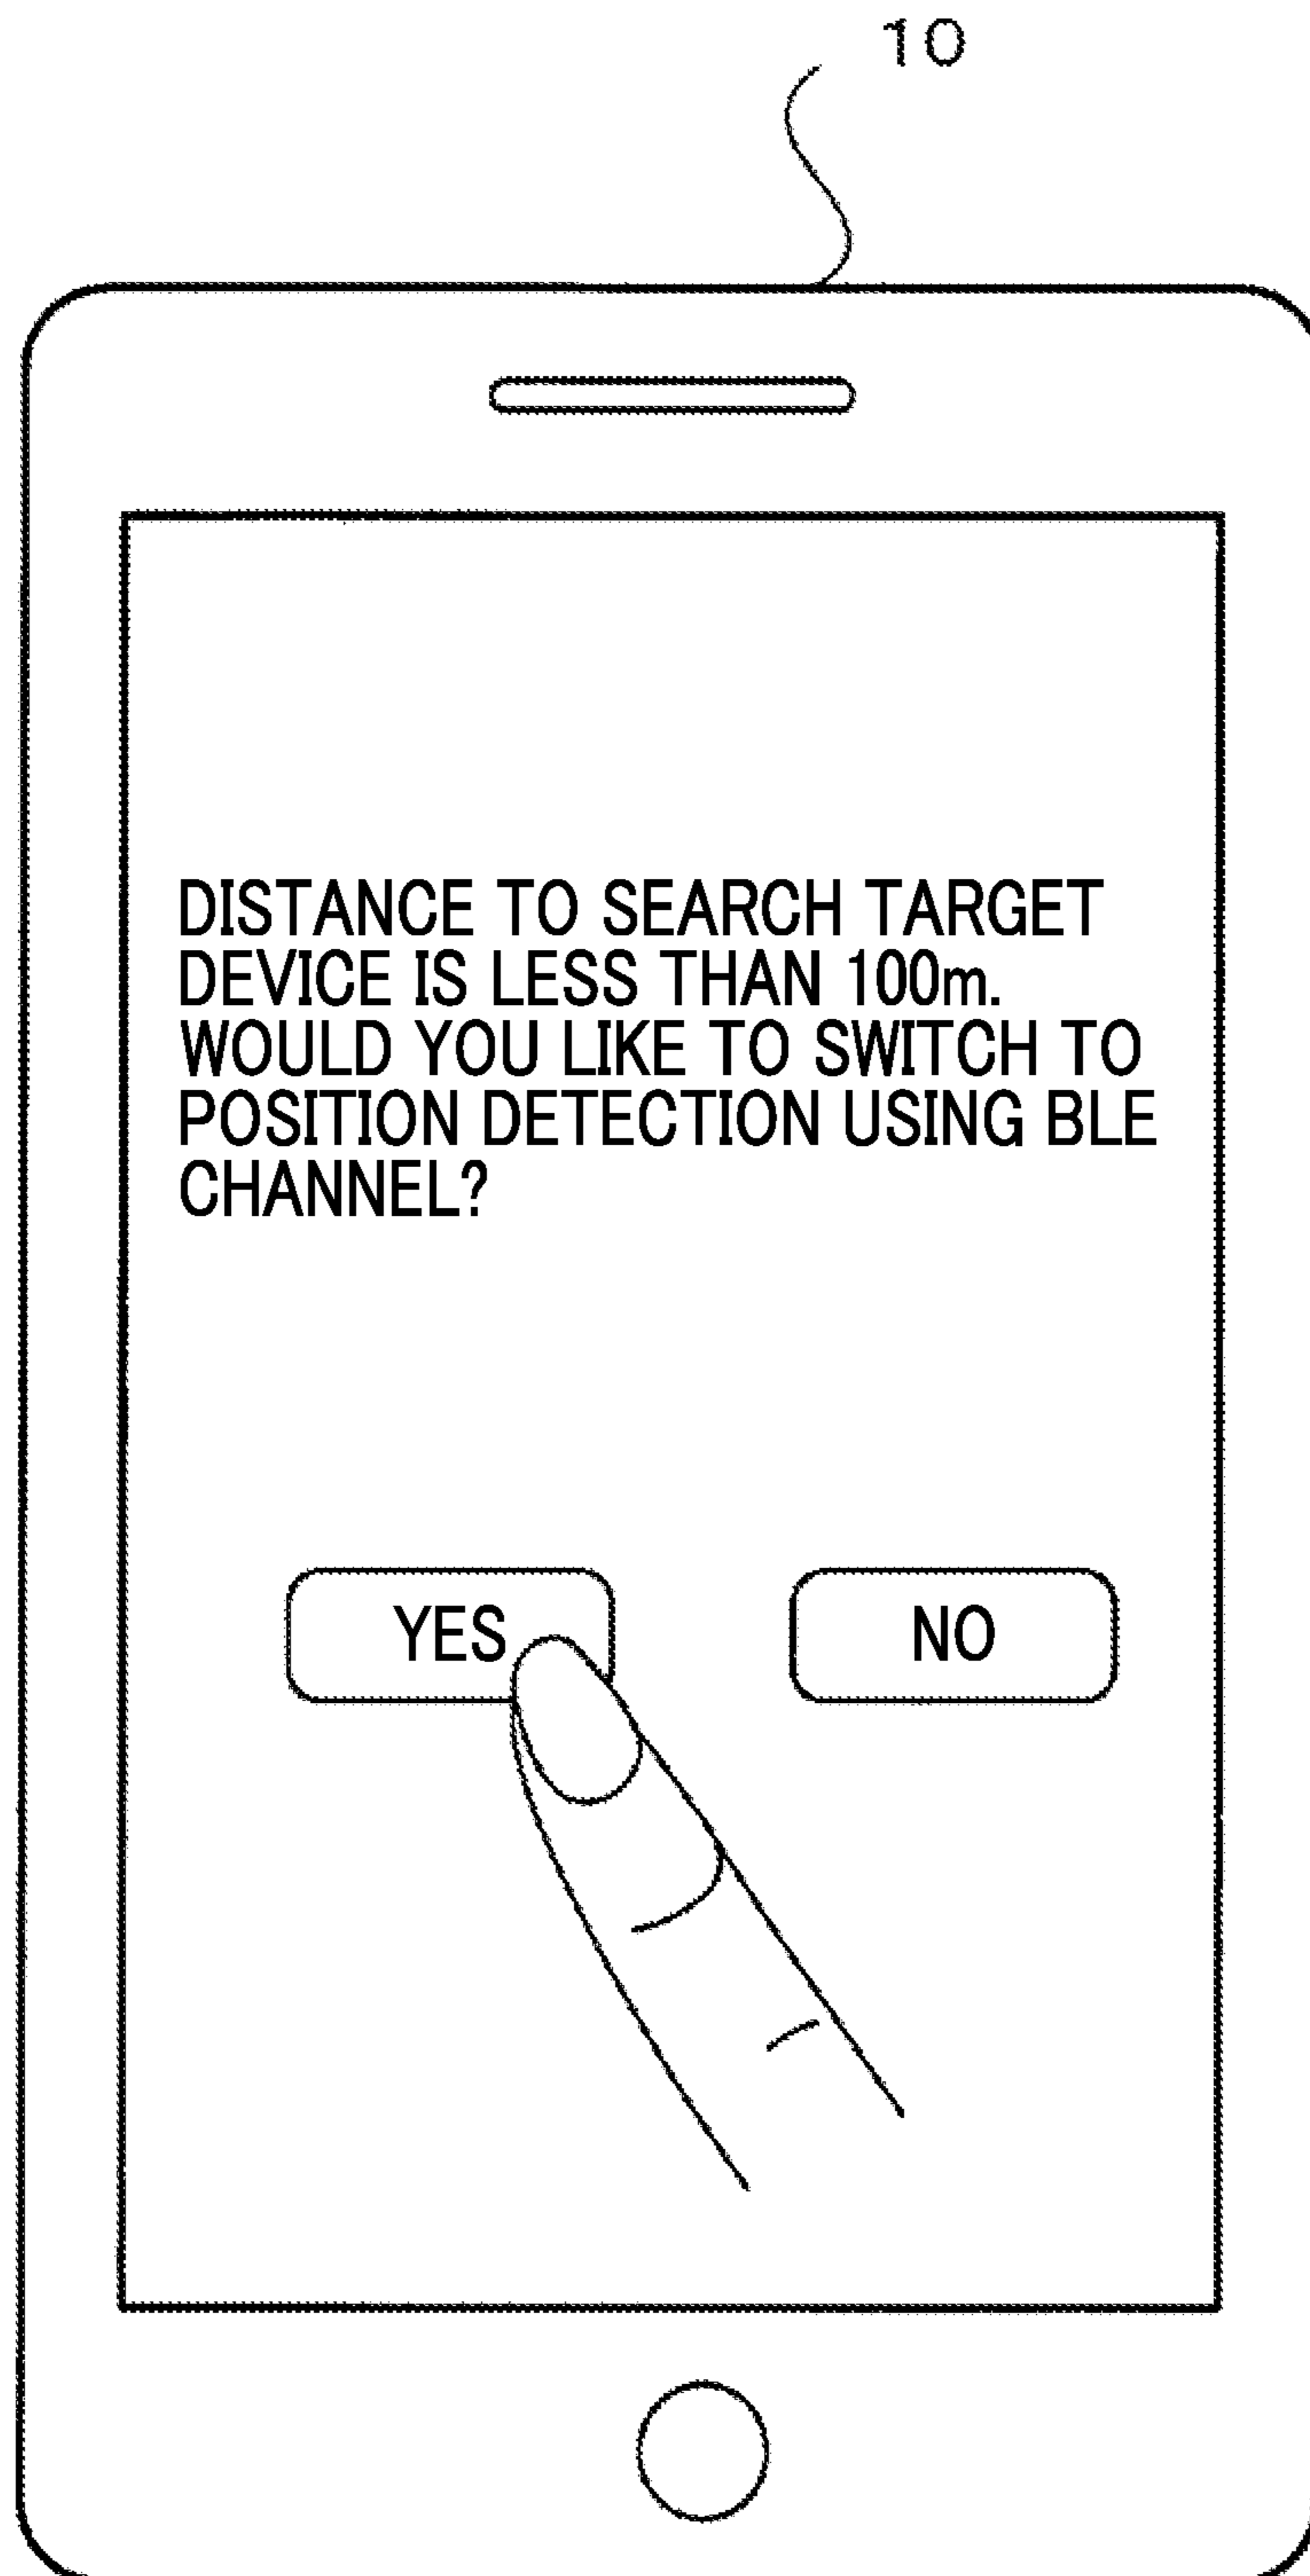 10
DISTANCE TO SEARCH TARGET
DEVICE IS LESS THAN 100m.
WOULD YOU LIKE TO SWITCH TO
POSITION DETECTION USING BLE
CHANNEL?
YES
NO